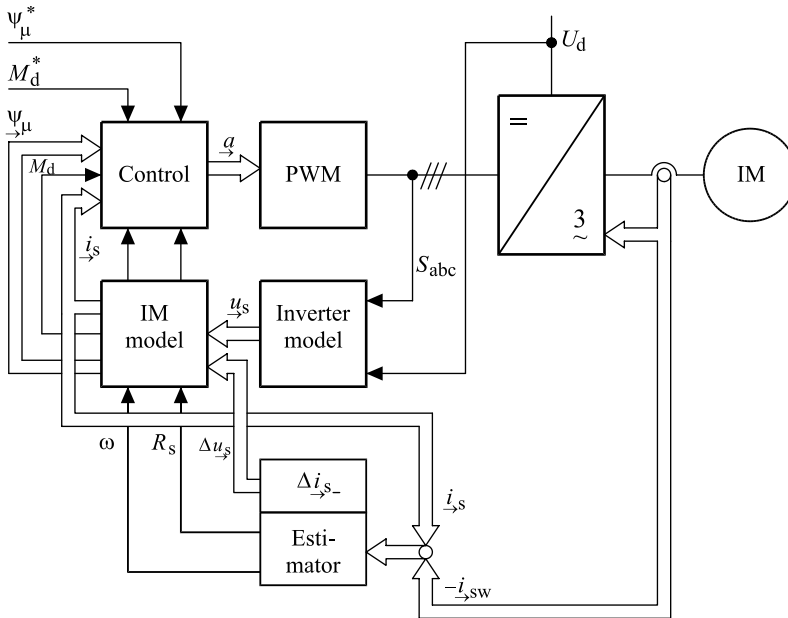 ψμ*
Ud
Md*
ψμ
a
Md
Control
PWM
=
3
~
IM
is
Sabc
us
IM
model
Inverter
model
ω
Rs
Δus
Δis_
is
Esti-
mator
-isw